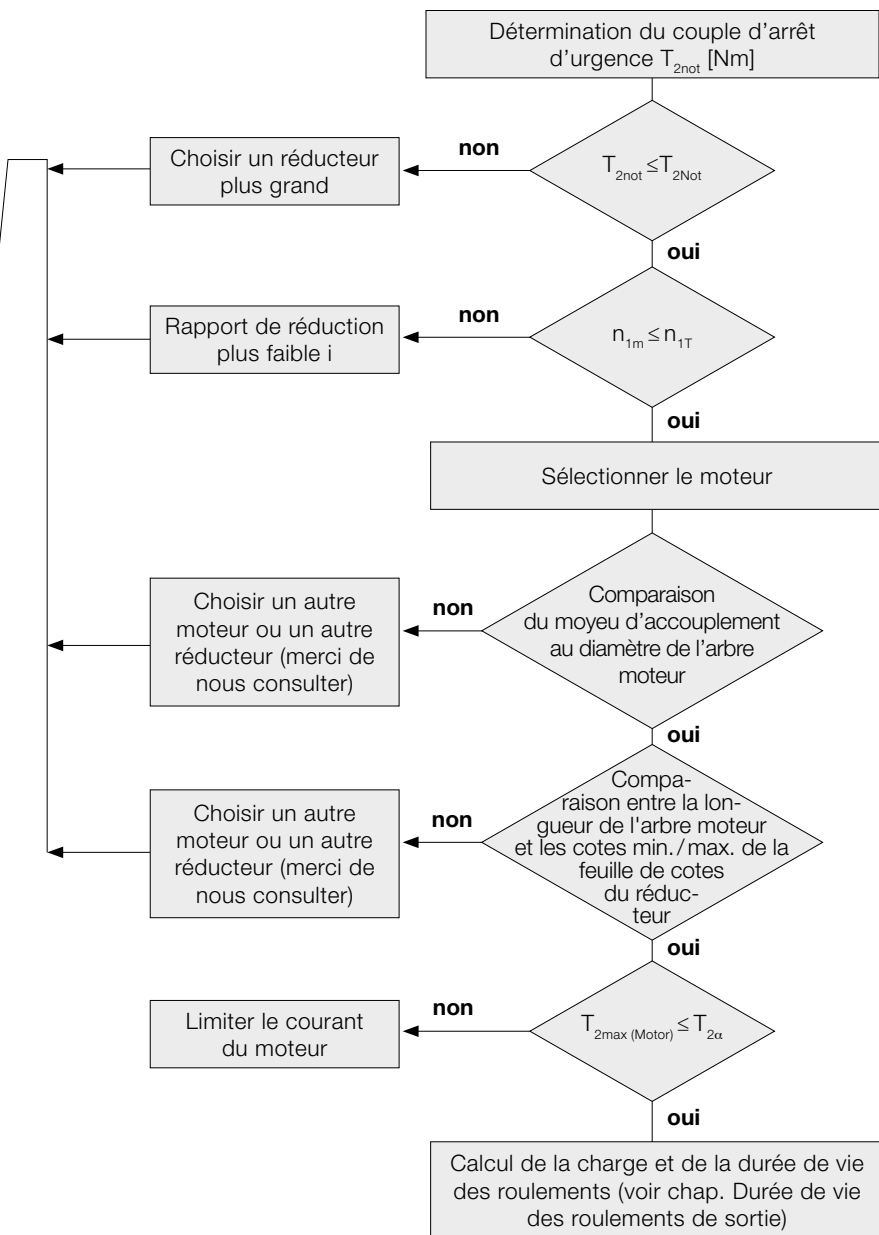 Détermination du couple d’arrêt
d’urgence T2not [Nm]
Choisir un réducteur
plus grand
non
T2not ≤ T2Not
oui
Rapport de réduction
plus faible i
non
n1m ≤ n1T
oui
Sélectionner le moteur
Choisir un autre
moteur ou un autre
réducteur (merci de
nous consulter)
non
Comparaison
du moyeu d’accouplement
au diamètre de l’arbre
moteur
oui
Choisir un autre
moteur ou un autre
réducteur (merci de
nous consulter)
non
Compa-
raison entre la lon-
gueur de l'arbre moteur
et les cotes min./max. de la
feuille de cotes
du réduc-
teur
oui
Limiter le courant
du moteur
non
T2max (Motor) ≤ T2α
oui
Calcul de la charge et de la durée de vie
des roulements (voir chap. Durée de vie
des roulements de sortie)